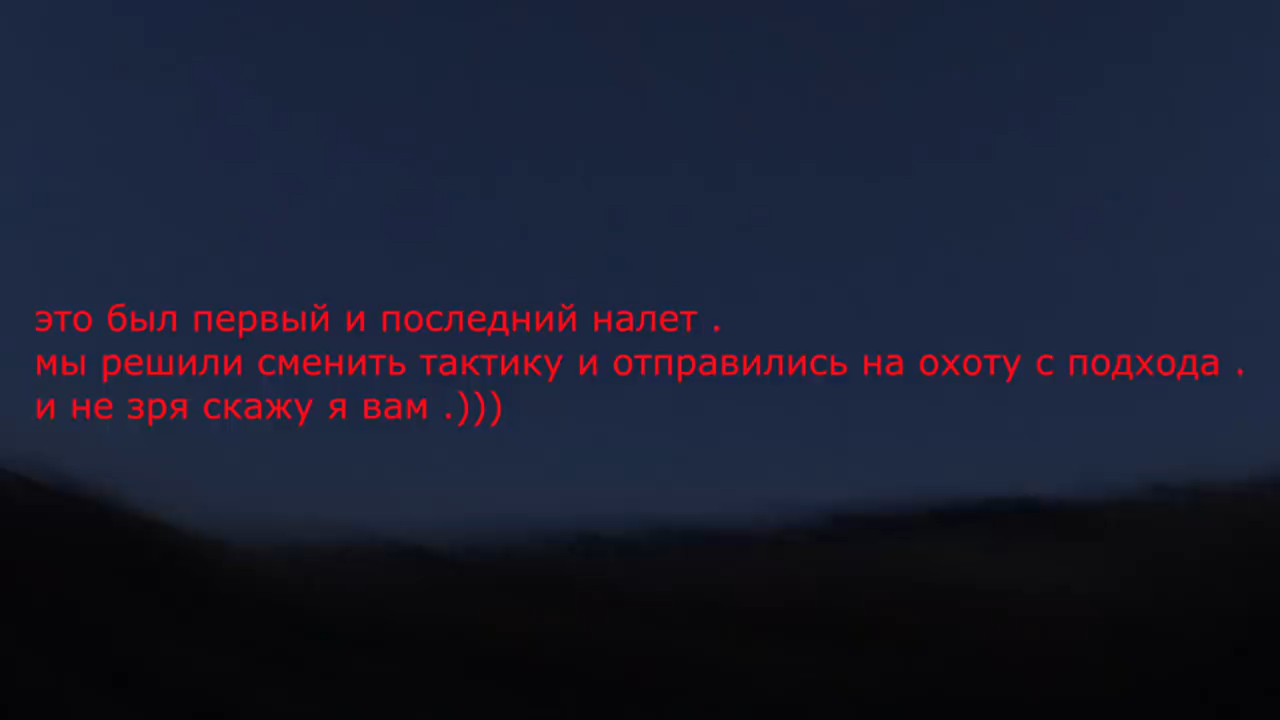 это был первый и последний налет .
мы решили сменить тактику и отправились на охоту с подхода .
и не зря скажу я вам .)))